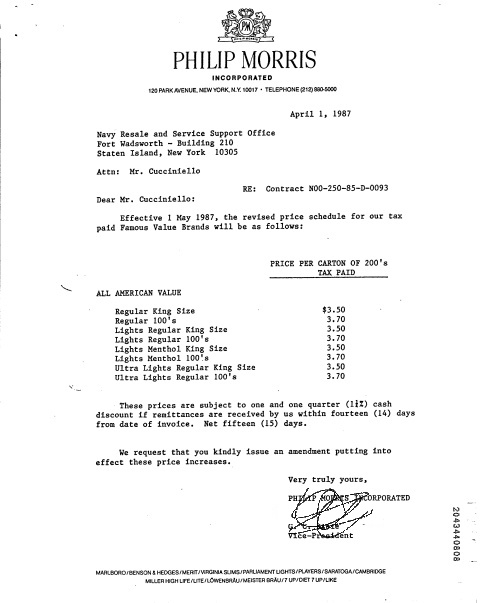 PM
PHILIP MORRIS
INCORPORATED
120 PARK AVENUE, NEW YORK, N.Y. 10017 • TELEPHONE (212) 880-5000
April 1, 1987
Navy Resale and Service Support Office
Fort Wadsworth - Building 210
Staten Island, New York 10305
Attn: Mr. Cucciniello
RE: Contract N00-250-85-D-0093
Dear Mr. Cucciniello:
Effective 1 May 1987, the revised price schedule for our tax
paid Famous Value Brands will be as follows:
PRICE PER CARTON OF 200's
TAX PAID
ALL AMERICAN VALUE
Regular King Size $3.50
Regular 100's 3.70
Lights Regular King Size 3.50
Lights Regular 100's 3.70
Lights Menthol King Size 3.50
Lights Menthol 100's 3.70
Ultra Lights Regular King Size 3.50
Ultra Lights Regular 100's 3.70
These prices are subject to one and one quarter (1¼%) cash
discount if remittances are received by us within fourteen (14) days
from date of invoice. Net fifteen (15) days.
We request that you kindly issue an amendment putting into
effect these price increases.
Very truly yours,
PHILIP MORRIS INCORPORATED
Vice-President
2043440808
MARLBORO/BENSON & HEDGES/MERIT/VIRGINIA SLIMS/PARLIAMENT LIGHTS/PLAYERS/SARATOGA/CAMBRIDGE
MILLER HIGH LIFE/LITE/LÖWENBRÄU/MEISTER BRÄU/7 UP/DIET 7 UP/LIKE